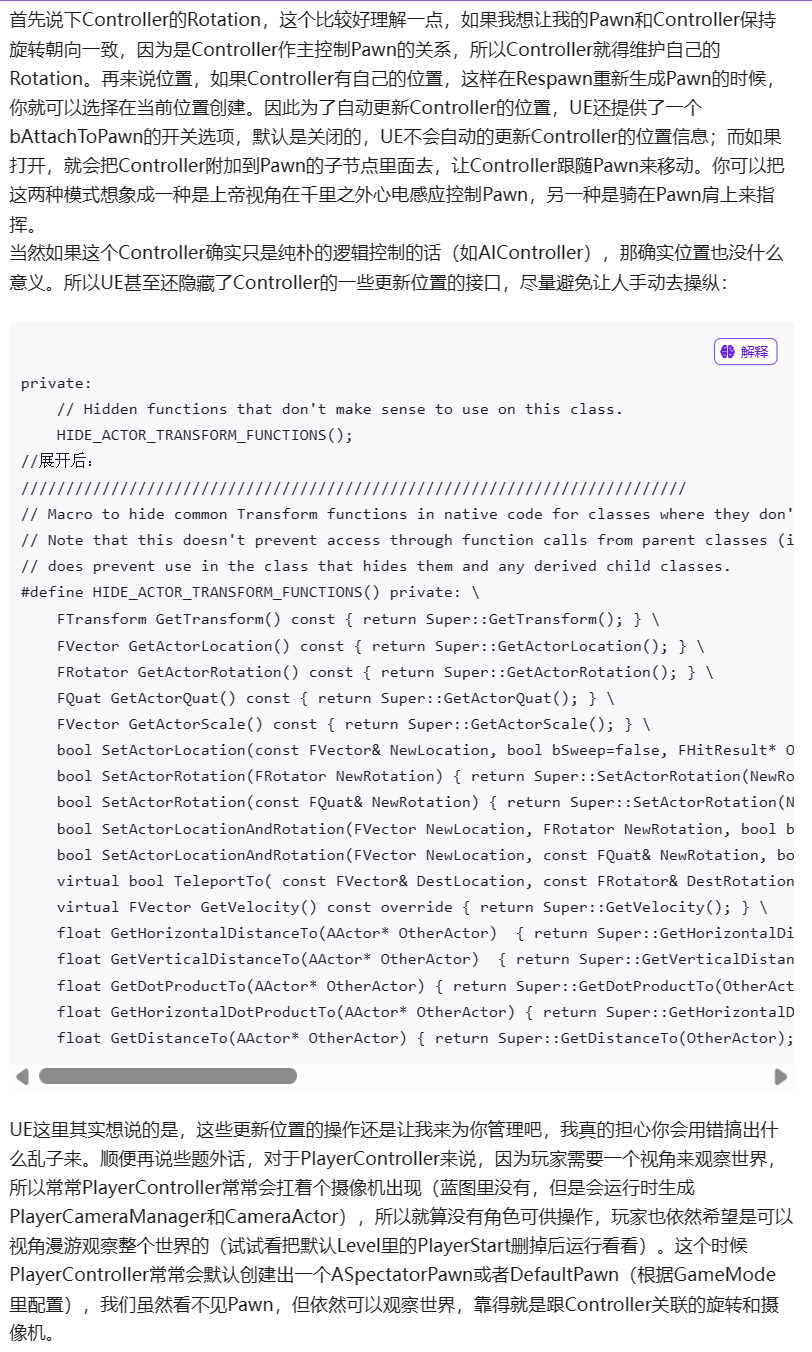 首先说下Controller的Rotation，这个比较好理解一点，如果我想让我的Pawn和Controller保持
旋转朝向一致，因为是Controller作主控制Pawn的关系，所以Controller就得维护自己的
Rotation。再来说位置，如果Controller有自己的位置，这样在Respawn重新生成Pawn的时候，
你就可以选择在当前位置创建。因此为了自动更新Controller的位置，UE还提供了一个
bAttachToPawn的开关选项，默认是关闭的，UE不会自动的更新Controller的位置信息；而如果
打开，就会把Controller附加到Pawn的子节点里面去，让Controller跟随Pawn来移动。你可以把
这两种模式想象成一种是上帝视角在千里之外心电感应控制Pawn，另一种是骑在Pawn肩上来指
挥。
当然如果这个Controller确实只是纯朴的逻辑控制的话（如AIController），那确实位置也没什么
意义。所以UE甚至还隐藏了Controller的一些更新位置的接口，尽量避免让人手动去操纵：
解释
private:
    // Hidden functions that don't make sense to use on this class.
    HIDE_ACTOR_TRANSFORM_FUNCTIONS();
//展开后：
//////////////////////////////////////////////////////////////////////////
// Macro to hide common Transform functions in native code for classes where they don'
// Note that this doesn't prevent access through function calls from parent classes (i
// does prevent use in the class that hides them and any derived child classes.
#define HIDE_ACTOR_TRANSFORM_FUNCTIONS() private: \
    FTransform GetTransform() const { return Super::GetTransform(); } \
    FVector GetActorLocation() const { return Super::GetActorLocation(); } \
    FRotator GetActorRotation() const { return Super::GetActorRotation(); } \
    FQuat GetActorQuat() const { return Super::GetActorQuat(); } \
    FVector GetActorScale() const { return Super::GetActorScale(); } \
    bool SetActorLocation(const FVector& NewLocation, bool bSweep=false, FHitResult* O
    bool SetActorRotation(FRotator NewRotation) { return Super::SetActorRotation(NewRo
    bool SetActorRotation(const FQuat& NewRotation) { return Super::SetActorRotation(N
    bool SetActorLocationAndRotation(FVector NewLocation, FRotator NewRotation, bool b
    bool SetActorLocationAndRotation(FVector NewLocation, const FQuat& NewRotation, bo
    virtual bool TeleportTo( const FVector& DestLocation, const FRotator& DestRotation
    virtual FVector GetVelocity() const override { return Super::GetVelocity(); } \
    float GetHorizontalDistanceTo(AActor* OtherActor)  { return Super::GetHorizontalDi
    float GetVerticalDistanceTo(AActor* OtherActor)  { return Super::GetVerticalDistan
    float GetDotProductTo(AActor* OtherActor) { return Super::GetDotProductTo(OtherAct
    float GetHorizontalDotProductTo(AActor* OtherActor) { return Super::GetHorizontalD
    float GetDistanceTo(AActor* OtherActor) { return Super::GetDistanceTo(OtherActor);
UE这里其实想说的是，这些更新位置的操作还是让我来为你管理吧，我真的担心你会用错搞出什
么乱子来。顺便再说些题外话，对于PlayerController来说，因为玩家需要一个视角来观察世界，
所以常常PlayerController常常会扛着个摄像机出现（蓝图里没有，但是会运行时生成
PlayerCameraManager和CameraActor），所以就算没有角色可供操作，玩家也依然希望是可以
视角漫游观察整个世界的（试试看把默认Level里的PlayerStart删掉后运行看看）。这个时候
PlayerController常常会默认创建出一个ASpectatorPawn或者DefaultPawn（根据GameMode
里配置），我们虽然看不见Pawn，但依然可以观察世界，靠得就是跟Controller关联的旋转和摄
像机。